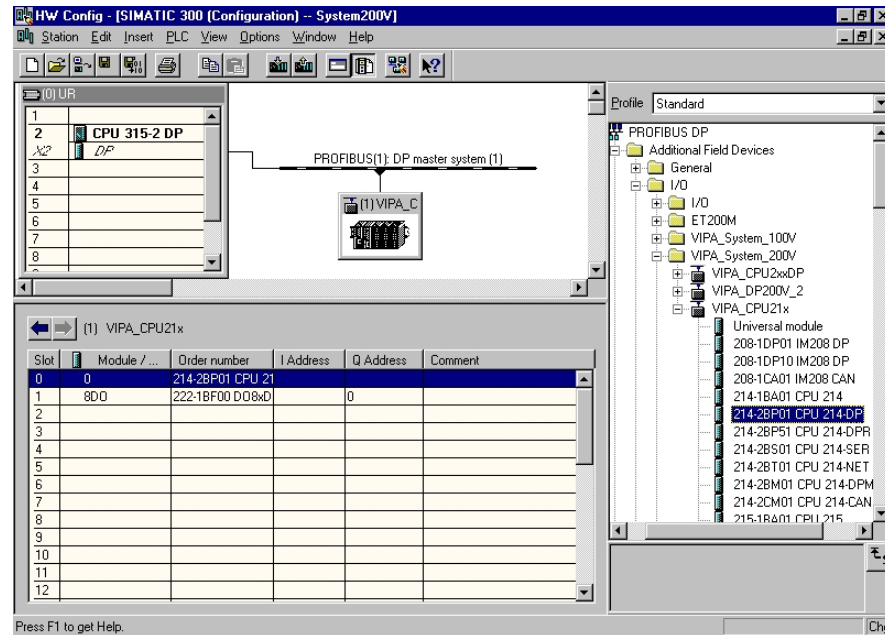 HW Config - [SIMATIC 300 (Configuration) -- System200V]
Station Edit Insert PLC View Options Window Help
(0) UR
1
2 CPU 315-2 DP
X2 DP
3
4
5
6
7
8
PROFIBUS(1): DP master system (1)
(1) VIPA_C
Profile Standard
PROFIBUS DP
Additional Field Devices
General
I/O
I/O
ET200M
VIPA_System_100V
VIPA_System_200V
VIPA_CPU2xxDP
VIPA_DP200V_2
VIPA_CPU21x
Universal module
208-1DP01 IM208 DP
208-1DP10 IM208 DP
208-1CA01 IM208 CAN
214-1BA01 CPU 214
214-2BP01 CPU 214-DP
214-2BP51 CPU 214-DPR
214-2BS01 CPU 214-SER
214-2BT01 CPU 214-NET
214-2BM01 CPU 214-DPM
214-2CM01 CPU 214-CAN
215-1BA01 CPU 215
(1) VIPA_CPU21x
Slot Module / ... Order number I Address Q Address Comment
0 0 214-2BP01 CPU 21
1 8DO 222-1BF00 DO8xD 0
2
3
4
5
6
7
8
9
10
11
12
Press F1 to get Help.
Ch